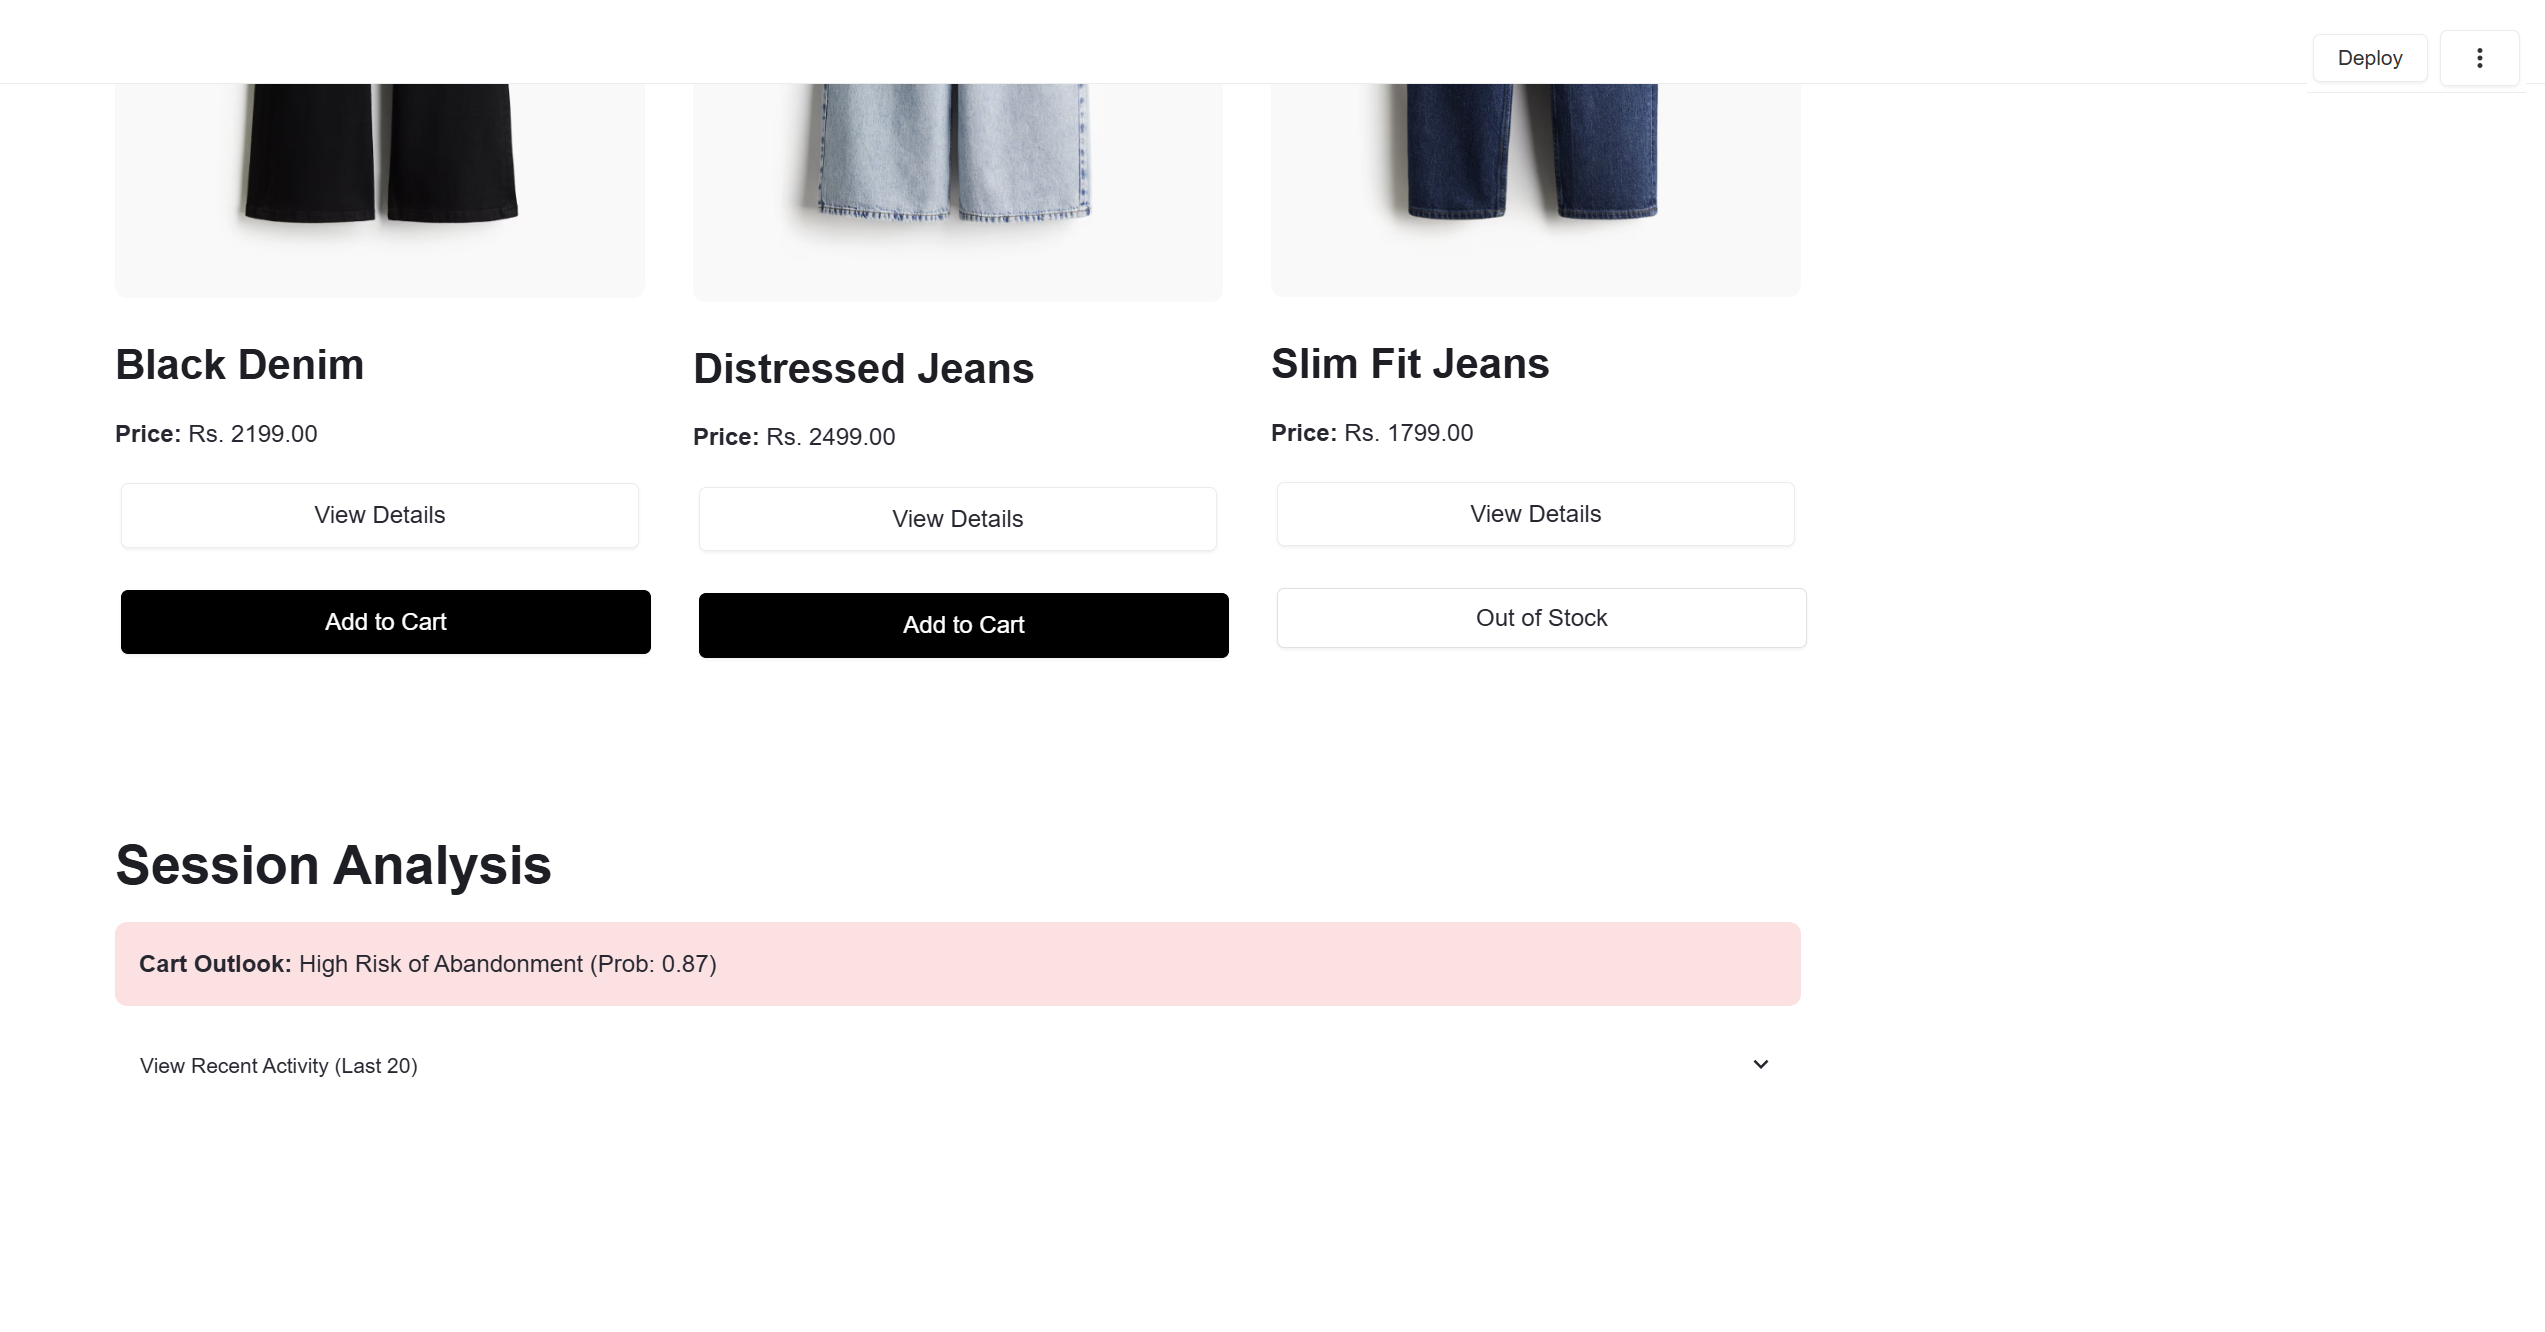 Deploy
Black Denim
Price: Rs. 2199.00
View Details
Add to Cart
Distressed Jeans
Price: Rs. 2499.00
View Details
Add to Cart
Slim Fit Jeans
Price: Rs. 1799.00
View Details
Out of Stock
Session Analysis
Cart Outlook: High Risk of Abandonment (Prob: 0.87)
View Recent Activity (Last 20)